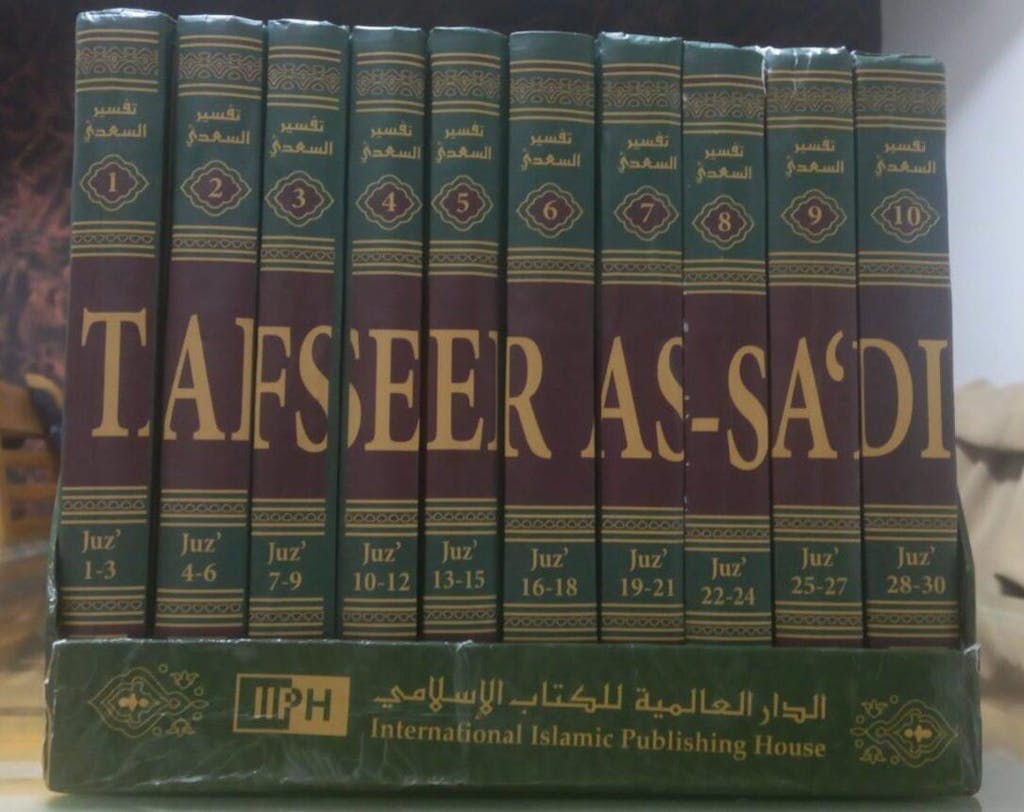 تفسير
السعدي
1
تفسير
السعدي
2
تفسير
السعدي
3
تفسير
السعدي
4
تفسير
السعدي
5
تفسير
السعدي
6
تفسير
السعدي
7
تفسير
السعدي
8
تفسير
السعدي
9
تفسير
السعدي
10
TAFSEER AS-SA‘DI
Juz’
1-3
Juz’
4-6
Juz’
7-9
Juz’
10-12
Juz’
13-15
Juz’
16-18
Juz’
19-21
Juz’
22-24
Juz’
25-27
Juz’
28-30
IIPH
الدار العالمية للكتاب الإسلامي
International Islamic Publishing House